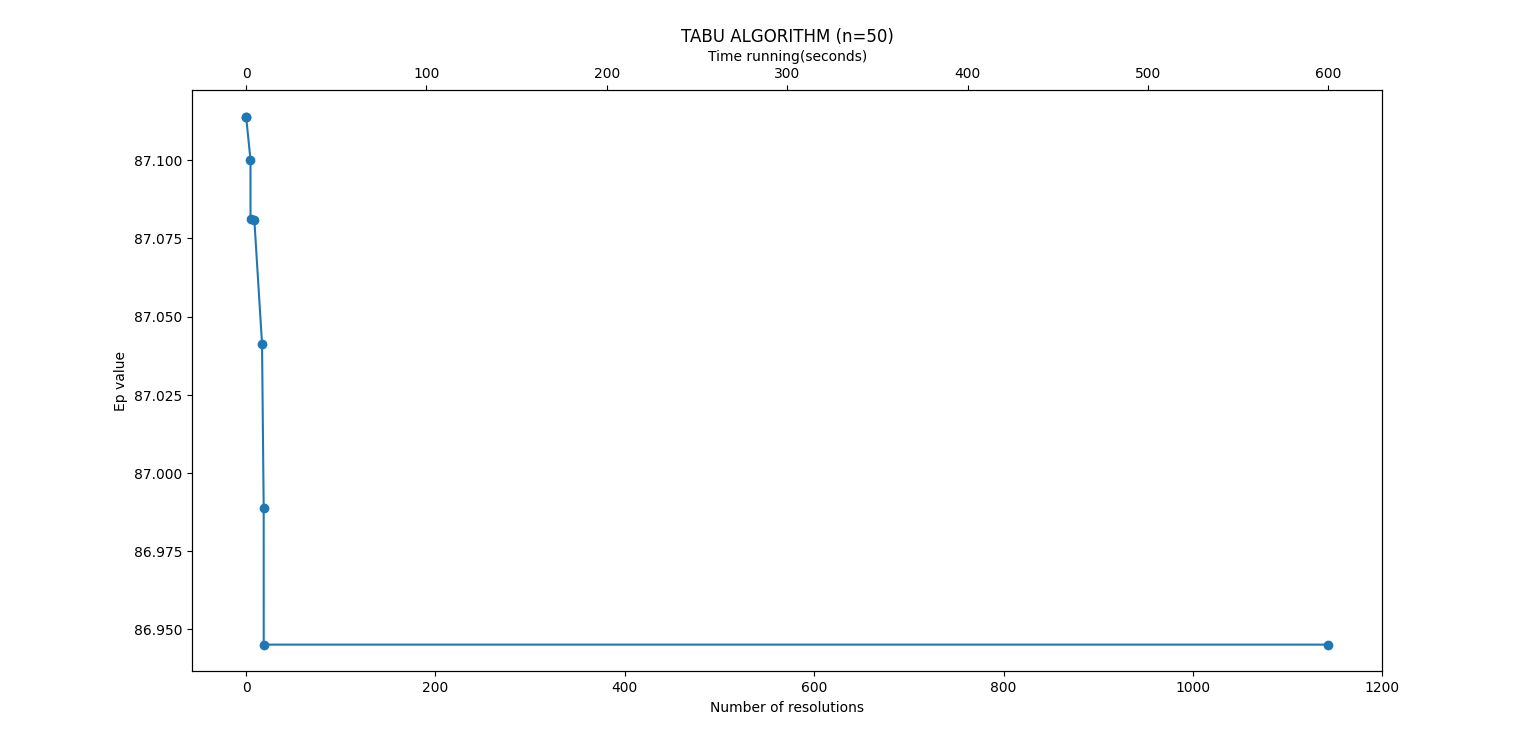 TABU ALGORITHM (n=50)
Time running(seconds)
0 100 200 300 400 500 600
87.100
87.075
87.050
87.025
87.000
86.975
86.950
Ep value
0 200 400 600 800 1000 1200
Number of resolutions